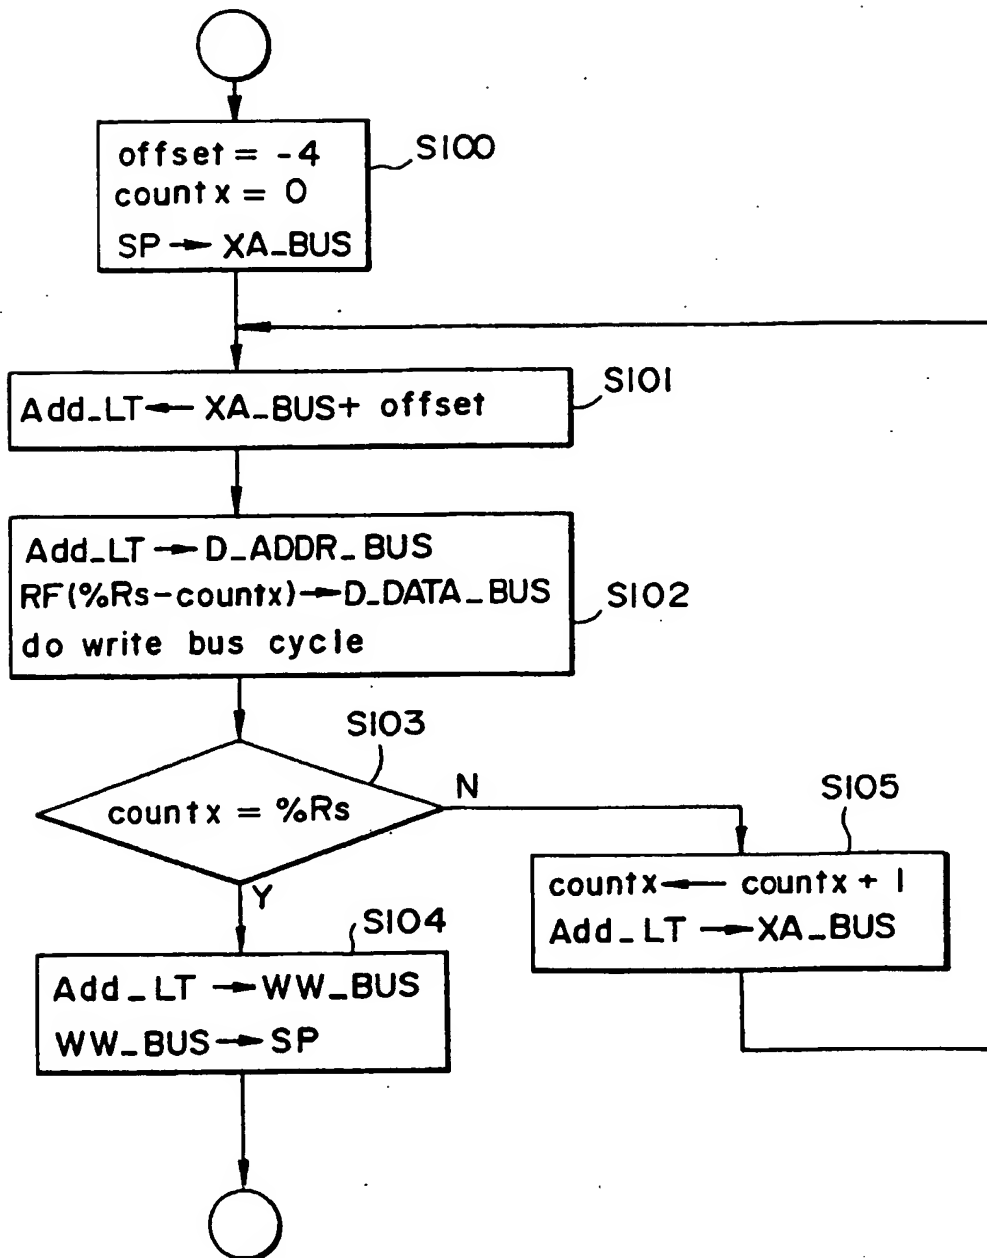 offset = -4
countx = 0
SP → XA_BUS
S100
Add_LT ← XA_BUS + offset
S101
Add_LT → D_ADDR_BUS
RF(%Rs-countx) → D_DATA_BUS
do write bus cycle
S102
S103
countx = %Rs
N
Y
S105
countx ← countx + 1
Add_LT → XA_BUS
S104
Add_LT → WW_BUS
WW_BUS → SP